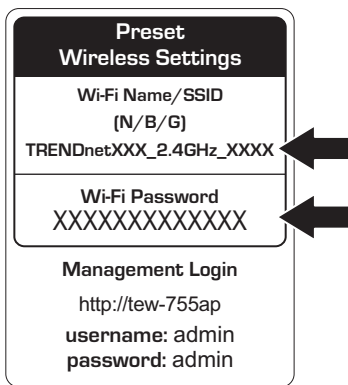 Preset
Wireless Settings
Wi-Fi Name/SSID
(N/B/G)
TRENDnetXXX_2.4GHz_XXXX
Wi-Fi Password
XXXXXXXXXXXXX
Management Login
http://tew-755ap
username: admin
password: admin